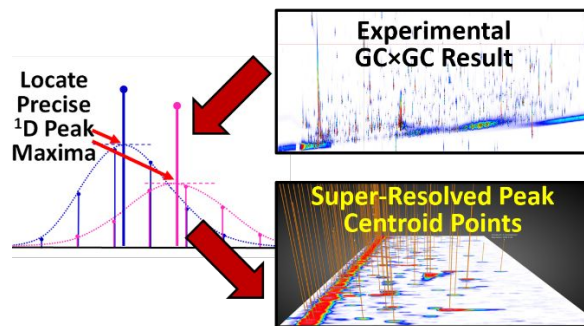 Experimental
GC×GC Result
Locate
Precise
¹D Peak
Maxima
Super-Resolved Peak
Centroid Points